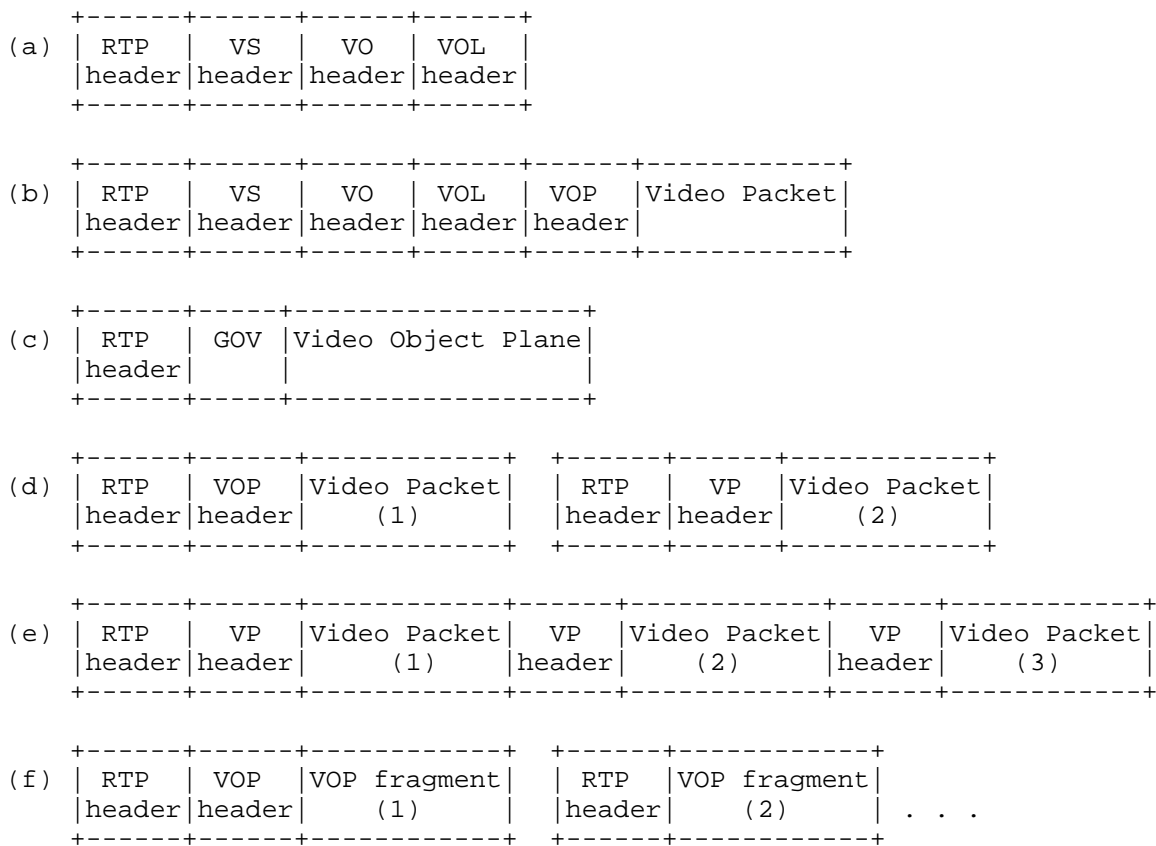 +------+------+------+------+
(a)  | RTP  |  VS  |  VO  | VOL  |
     |header|header|header|header|
     +------+------+------+------+

     +------+------+------+------+------+------------+
(b)  | RTP  |  VS  |  VO  | VOL  | VOP  |Video Packet|
     |header|header|header|header|header|            |
     +------+------+------+------+------+------------+

     +------+-----+------------------+
(c)  | RTP  | GOV |Video Object Plane|
     |header|     |                  |
     +------+-----+------------------+

     +------+------+------------+  +------+------+------------+
(d)  | RTP  | VOP  |Video Packet|  | RTP  |  VP  |Video Packet|
     |header|header|    (1)     |  |header|header|    (2)     |
     +------+------+------------+  +------+------+------------+

     +------+------+------------+------+------------+------+------------+
(e)  | RTP  |  VP  |Video Packet|  VP  |Video Packet|  VP  |Video Packet|
     |header|header|    (1)     |header|    (2)     |header|    (3)     |
     +------+------+------------+------+------------+------+------------+

     +------+------+------------+  +------+------------+
(f)  | RTP  | VOP  |VOP fragment|  | RTP  |VOP fragment|
     |header|header|    (1)     |  |header|    (2)     | . . .
     +------+------+------------+  +------+------------+